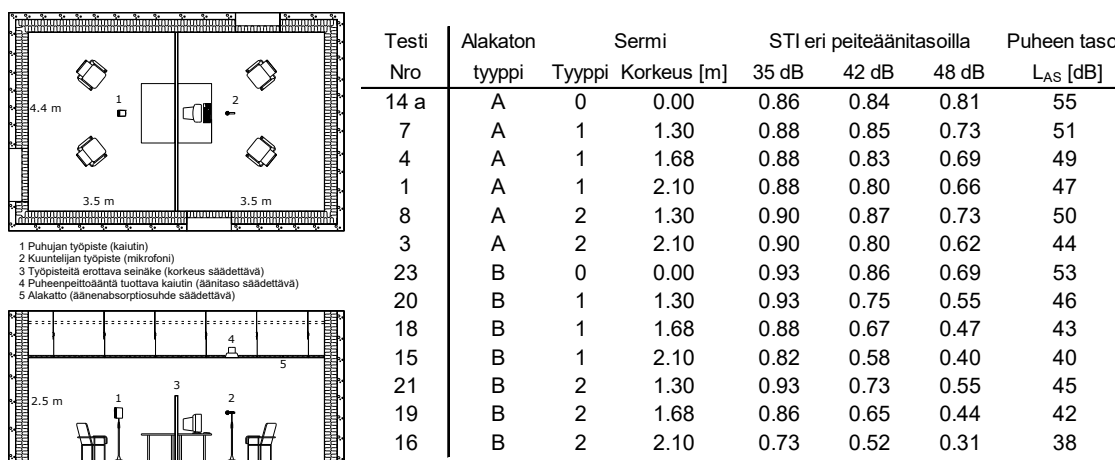 1
2
4.4 m
3.5 m
3.5 m
1 Puhujan työpiste (kaiutin)
2 Kuuntelijan työpiste (mikrofoni)
3 Työpisteitä erottava seinäke (korkeus säädettävä)
4 Puheenpeittoääntä tuottava kaiutin (äänitaso säädettävä)
5 Alakatto (äänenabsorptiosuhde säädettävä)
4
5
3
2.5 m
1
2
Testi Alakaton Sermi STI eri peiteäänitasoilla Puheen taso
Nro tyyppi Tyyppi Korkeus [m] 35 dB 42 dB 48 dB LAS [dB]
14 a A 0 0.00 0.86 0.84 0.81 55
7 A 1 1.30 0.88 0.85 0.73 51
4 A 1 1.68 0.88 0.83 0.69 49
1 A 1 2.10 0.88 0.80 0.66 47
8 A 2 1.30 0.90 0.87 0.73 50
3 A 2 2.10 0.90 0.80 0.62 44
23 B 0 0.00 0.93 0.86 0.69 53
20 B 1 1.30 0.93 0.75 0.55 46
18 B 1 1.68 0.88 0.67 0.47 43
15 B 1 2.10 0.82 0.58 0.40 40
21 B 2 1.30 0.93 0.73 0.55 45
19 B 2 1.68 0.86 0.65 0.44 42
16 B 2 2.10 0.73 0.52 0.31 38